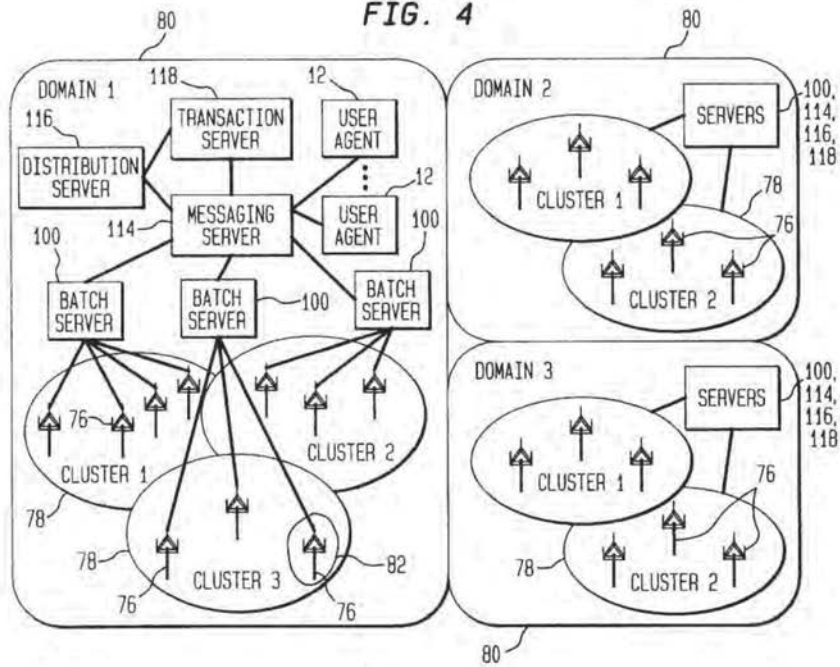 FIG. 4
80
80
DOMAIN 1
118
12
116
TRANSACTION
SERVER
USER
AGENT
DISTRIBUTION
SERVER
12
114
MESSAGING
SERVER
USER
AGENT
100
100
100
BATCH
SERVER
BATCH
SERVER
BATCH
SERVER
76
CLUSTER 1
CLUSTER 2
78
78
76
CLUSTER 3
82
76
DOMAIN 2
SERVERS
100,
114,
116,
118
CLUSTER 1
78
76
CLUSTER 2
DOMAIN 3
SERVERS
100,
114,
116,
118
CLUSTER 1
76
78
CLUSTER 2
80